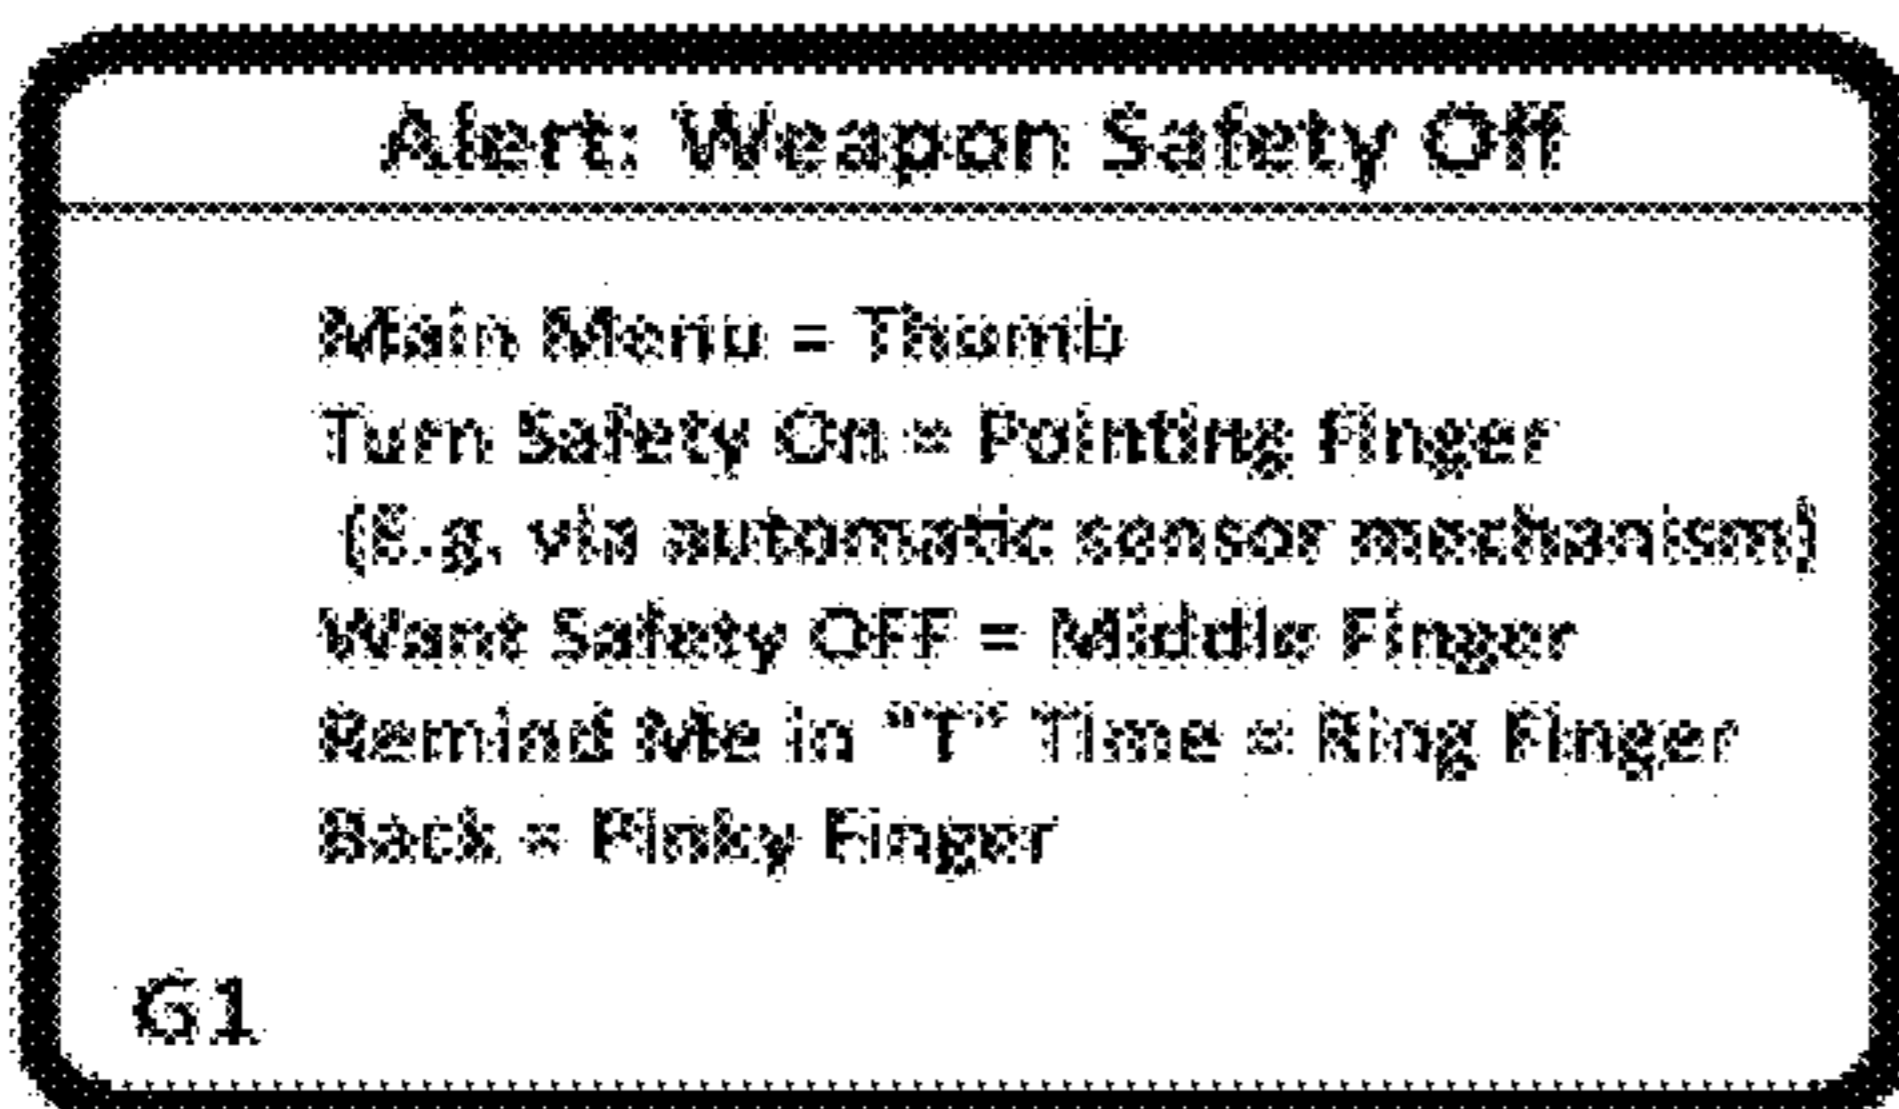 Alert: Weapon Safety Off
Main Menu = Thumb
Turn Safety On = Pointing Finger
(E.g. via automatic sensor mechanism)
Want Safety OFF = Middle Finger
Remind Me in "T" Time = Ring Finger
Back = Pinky Finger
G1